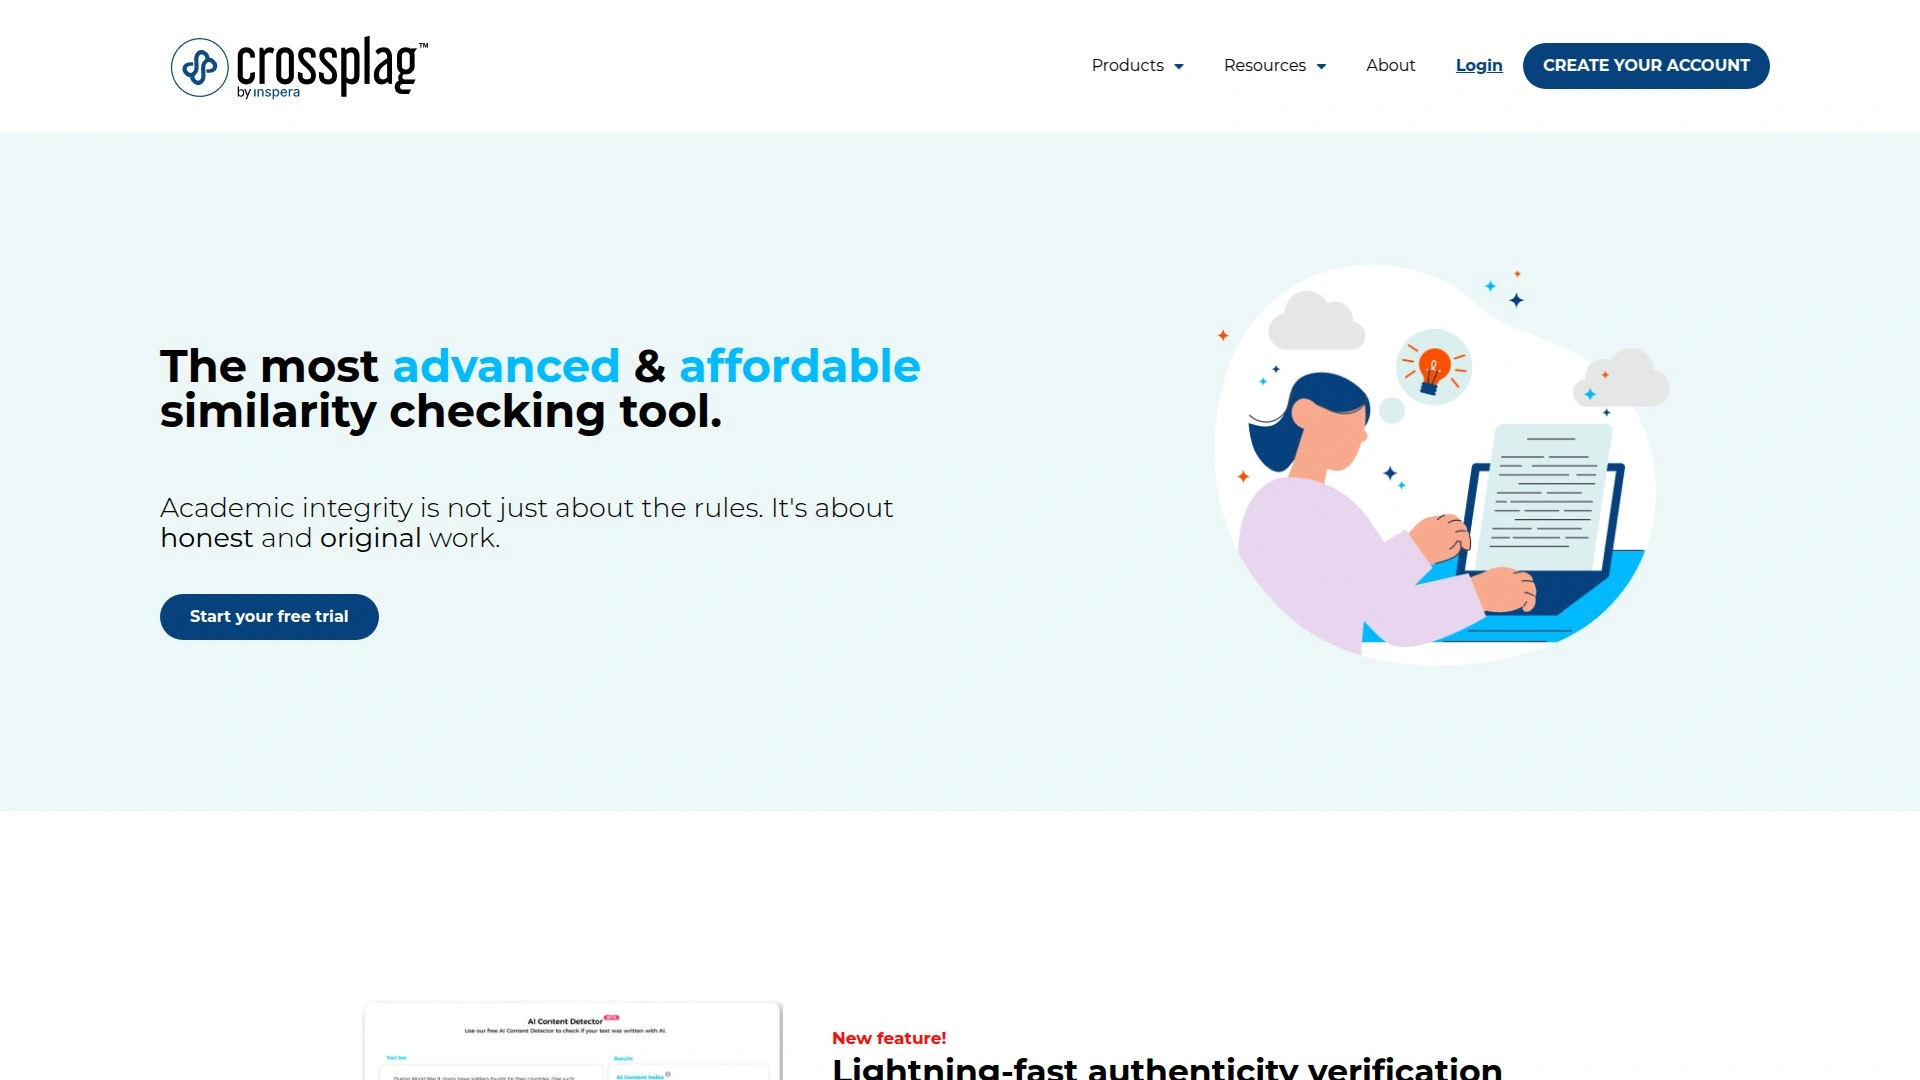 crossplag™
by inspera
Products
Resources
About
Login
CREATE YOUR ACCOUNT
The most advanced & affordable
similarity checking tool.
Academic integrity is not just about the rules. It's about
honest and original work.
Start your free trial
AI Content Detector BETA
Use our free AI Content Detector to check if your text was written with AI.
Text box
Results
During World War II, many brave soldiers fought for their countries. One such
AI Content Index
New feature!
Lightning-fast authenticity verification